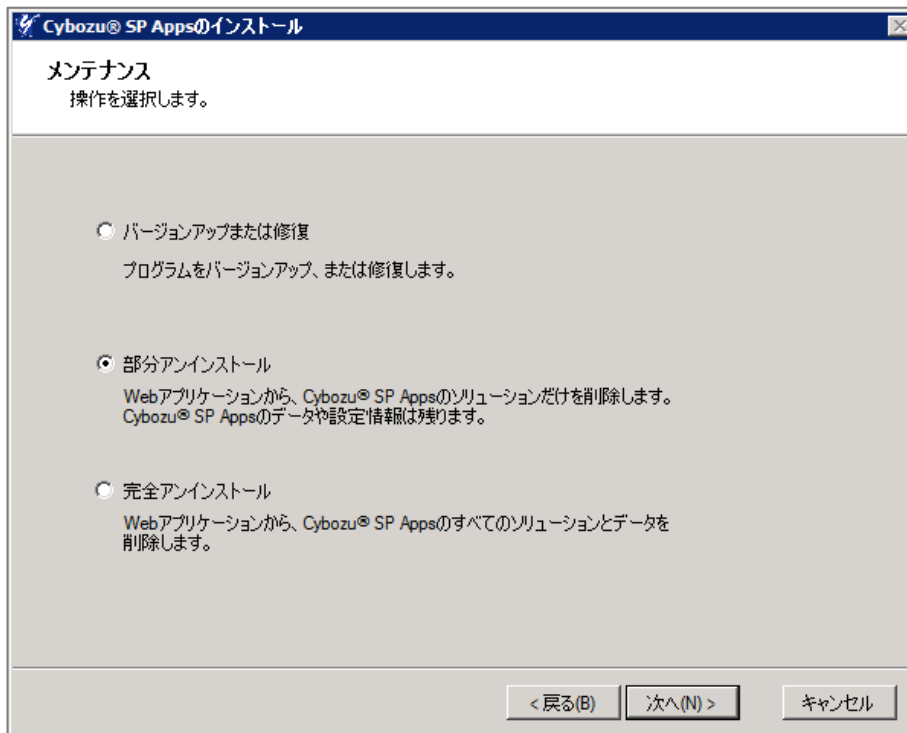 Cybozu® SP Appsのインストール
メンテナンス
操作を選択します。
バージョンアップまたは修復
プログラムをバージョンアップ、または修復します。
部分アンインストール
Webアプリケーションから、Cybozu® SP Appsのソリューションだけを削除します。
Cybozu® SP Appsのデータや設定情報は残ります。
完全アンインストール
Webアプリケーションから、Cybozu® SP Appsのすべてのソリューションとデータを
削除します。
< 戻る(B) 次へ(N) > キャンセル